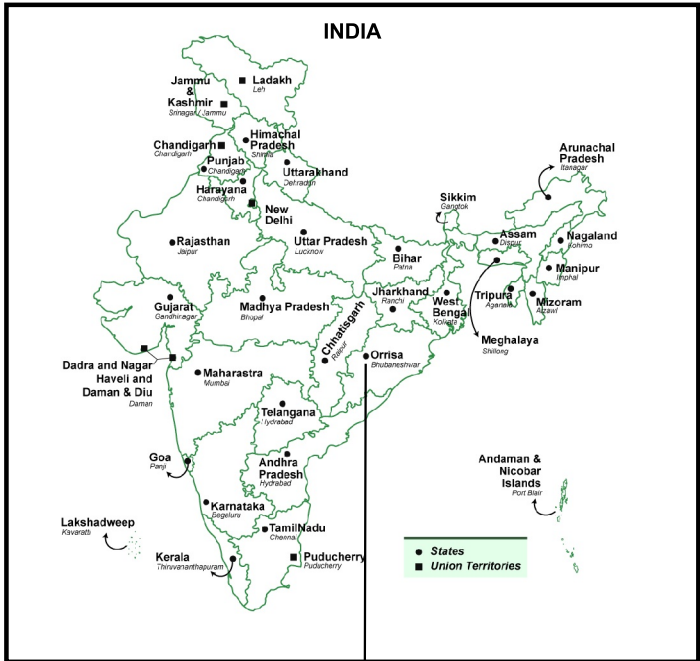 INDIA
Jammu
&
Kashmir
Srinagar / Jammu
Ladakh
Leh
Chandigarh
Chandigarh
Himachal
Pradesh
Shimla
Punjab
Chandigarh
Uttarakhand
Dehradun
Harayana
Chandigarh
New
Delhi
Arunachal
Pradesh
Itanagar
Sikkim
Gangtok
Rajasthan
Jaipur
Uttar Pradesh
Lucknow
Bihar
Patna
Assam
Dispur
Nagaland
Kohima
Manipur
Imphal
Gujarat
Gandhinagar
Madhya Pradesh
Bhupal
Jharkhand
Ranchi
West
Bengal
Kolkata
Tripura
Agartala
Mizoram
Aizawl
Chhatisgarh
Raipur
Meghalaya
Shillong
Dadra and Nagar
Haveli and
Daman & Diu
Daman
Maharastra
Mumbai
Orrisa
Bhubaneshwar
Telangana
Hydrabad
Goa
Panji
Andhra
Pradesh
Hydrabad
Andaman &
Nicobar
Islands
Port Blair
Karnataka
Begeluru
Lakshadweep
Kavaratti
TamilNadu
Chennai
Kerala
Thiruvananthapuram
Puducherry
Puducherry
States
Union Territories